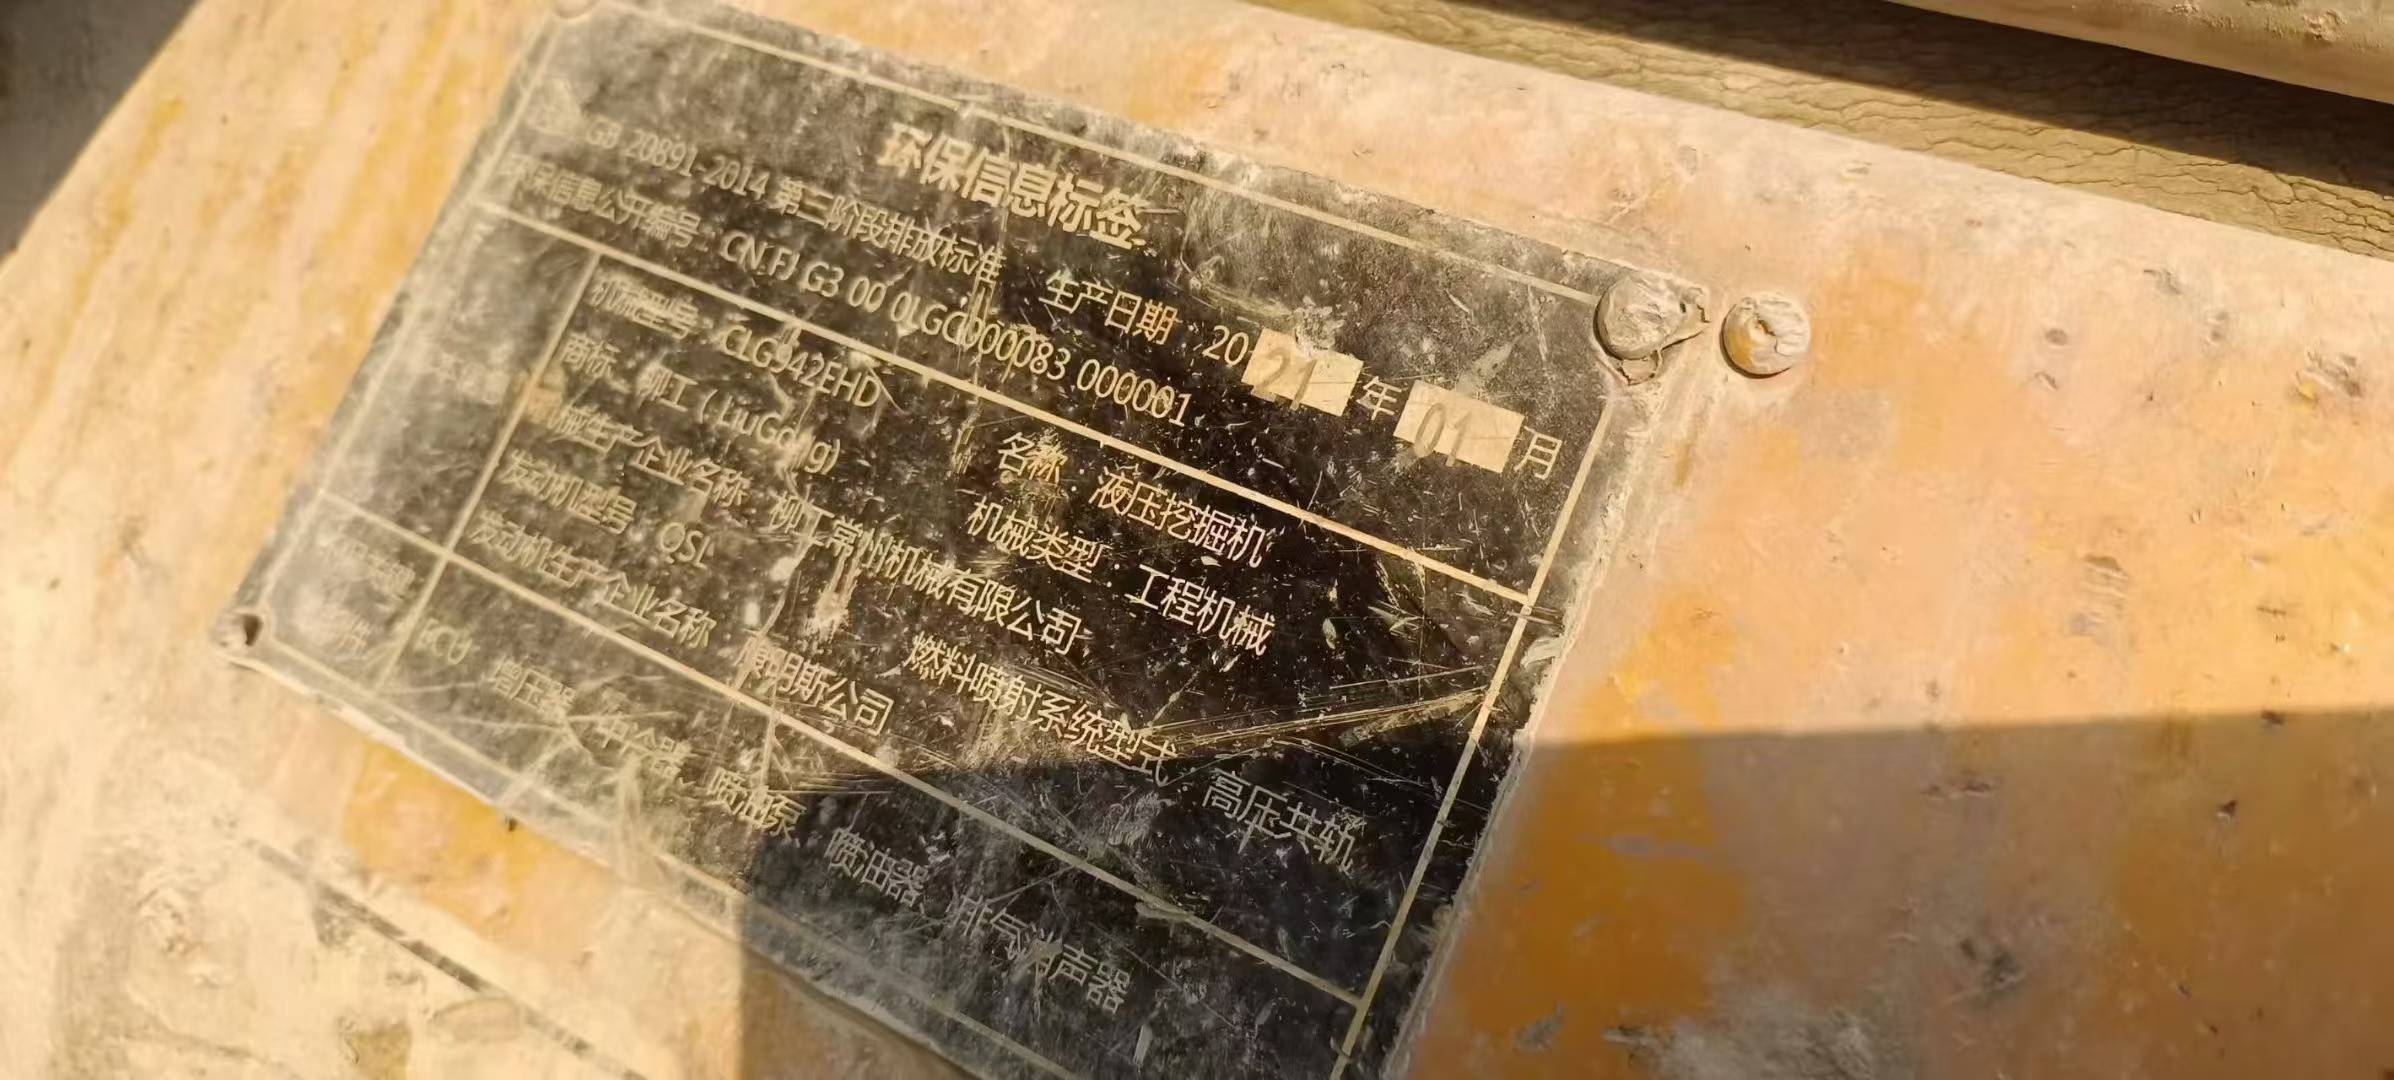 环保信息标签
GB 20891-2014 第三阶段排放标准 生产日期：2021年01月
环保信息公开编号：CN FJ G3 00 0LGC000083 000001
机械型号：CLG942EHD 名称：液压挖掘机
商标：柳工（LiuGong） 机械类型：工程机械
机械生产企业名称：柳工常州机械有限公司
发动机型号：QSL 燃料喷射系统型式：高压共轨
发动机生产企业名称：康明斯公司
ECU、增压器、中冷器、喷油泵、喷油器、排气消声器